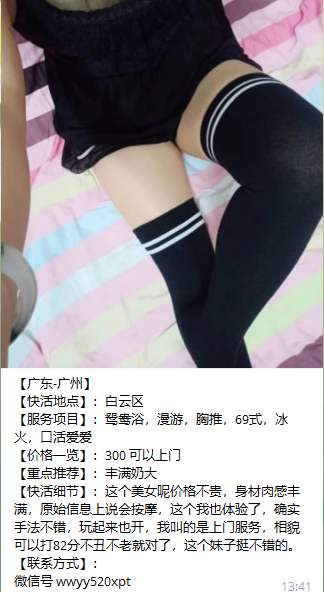 【广东-广州】
【快活地点】：白云区
【服务项目】：鸳鸯浴，漫游，胸推，69式，冰
火，口活爱爱
【价格一览】：300 可以上门
【重点推荐】：丰满奶大
【快活细节】：这个美女呢价格不贵，身材肉感丰
满，原始信息上说会按摩，这个我也体验了，确实
手法不错，玩起来也开，我叫的是上门服务，相貌
可以打82分不丑不老就对了，这个妹子挺不错的。
【联系方式】：
微信号 wwyy520xpt
13:41